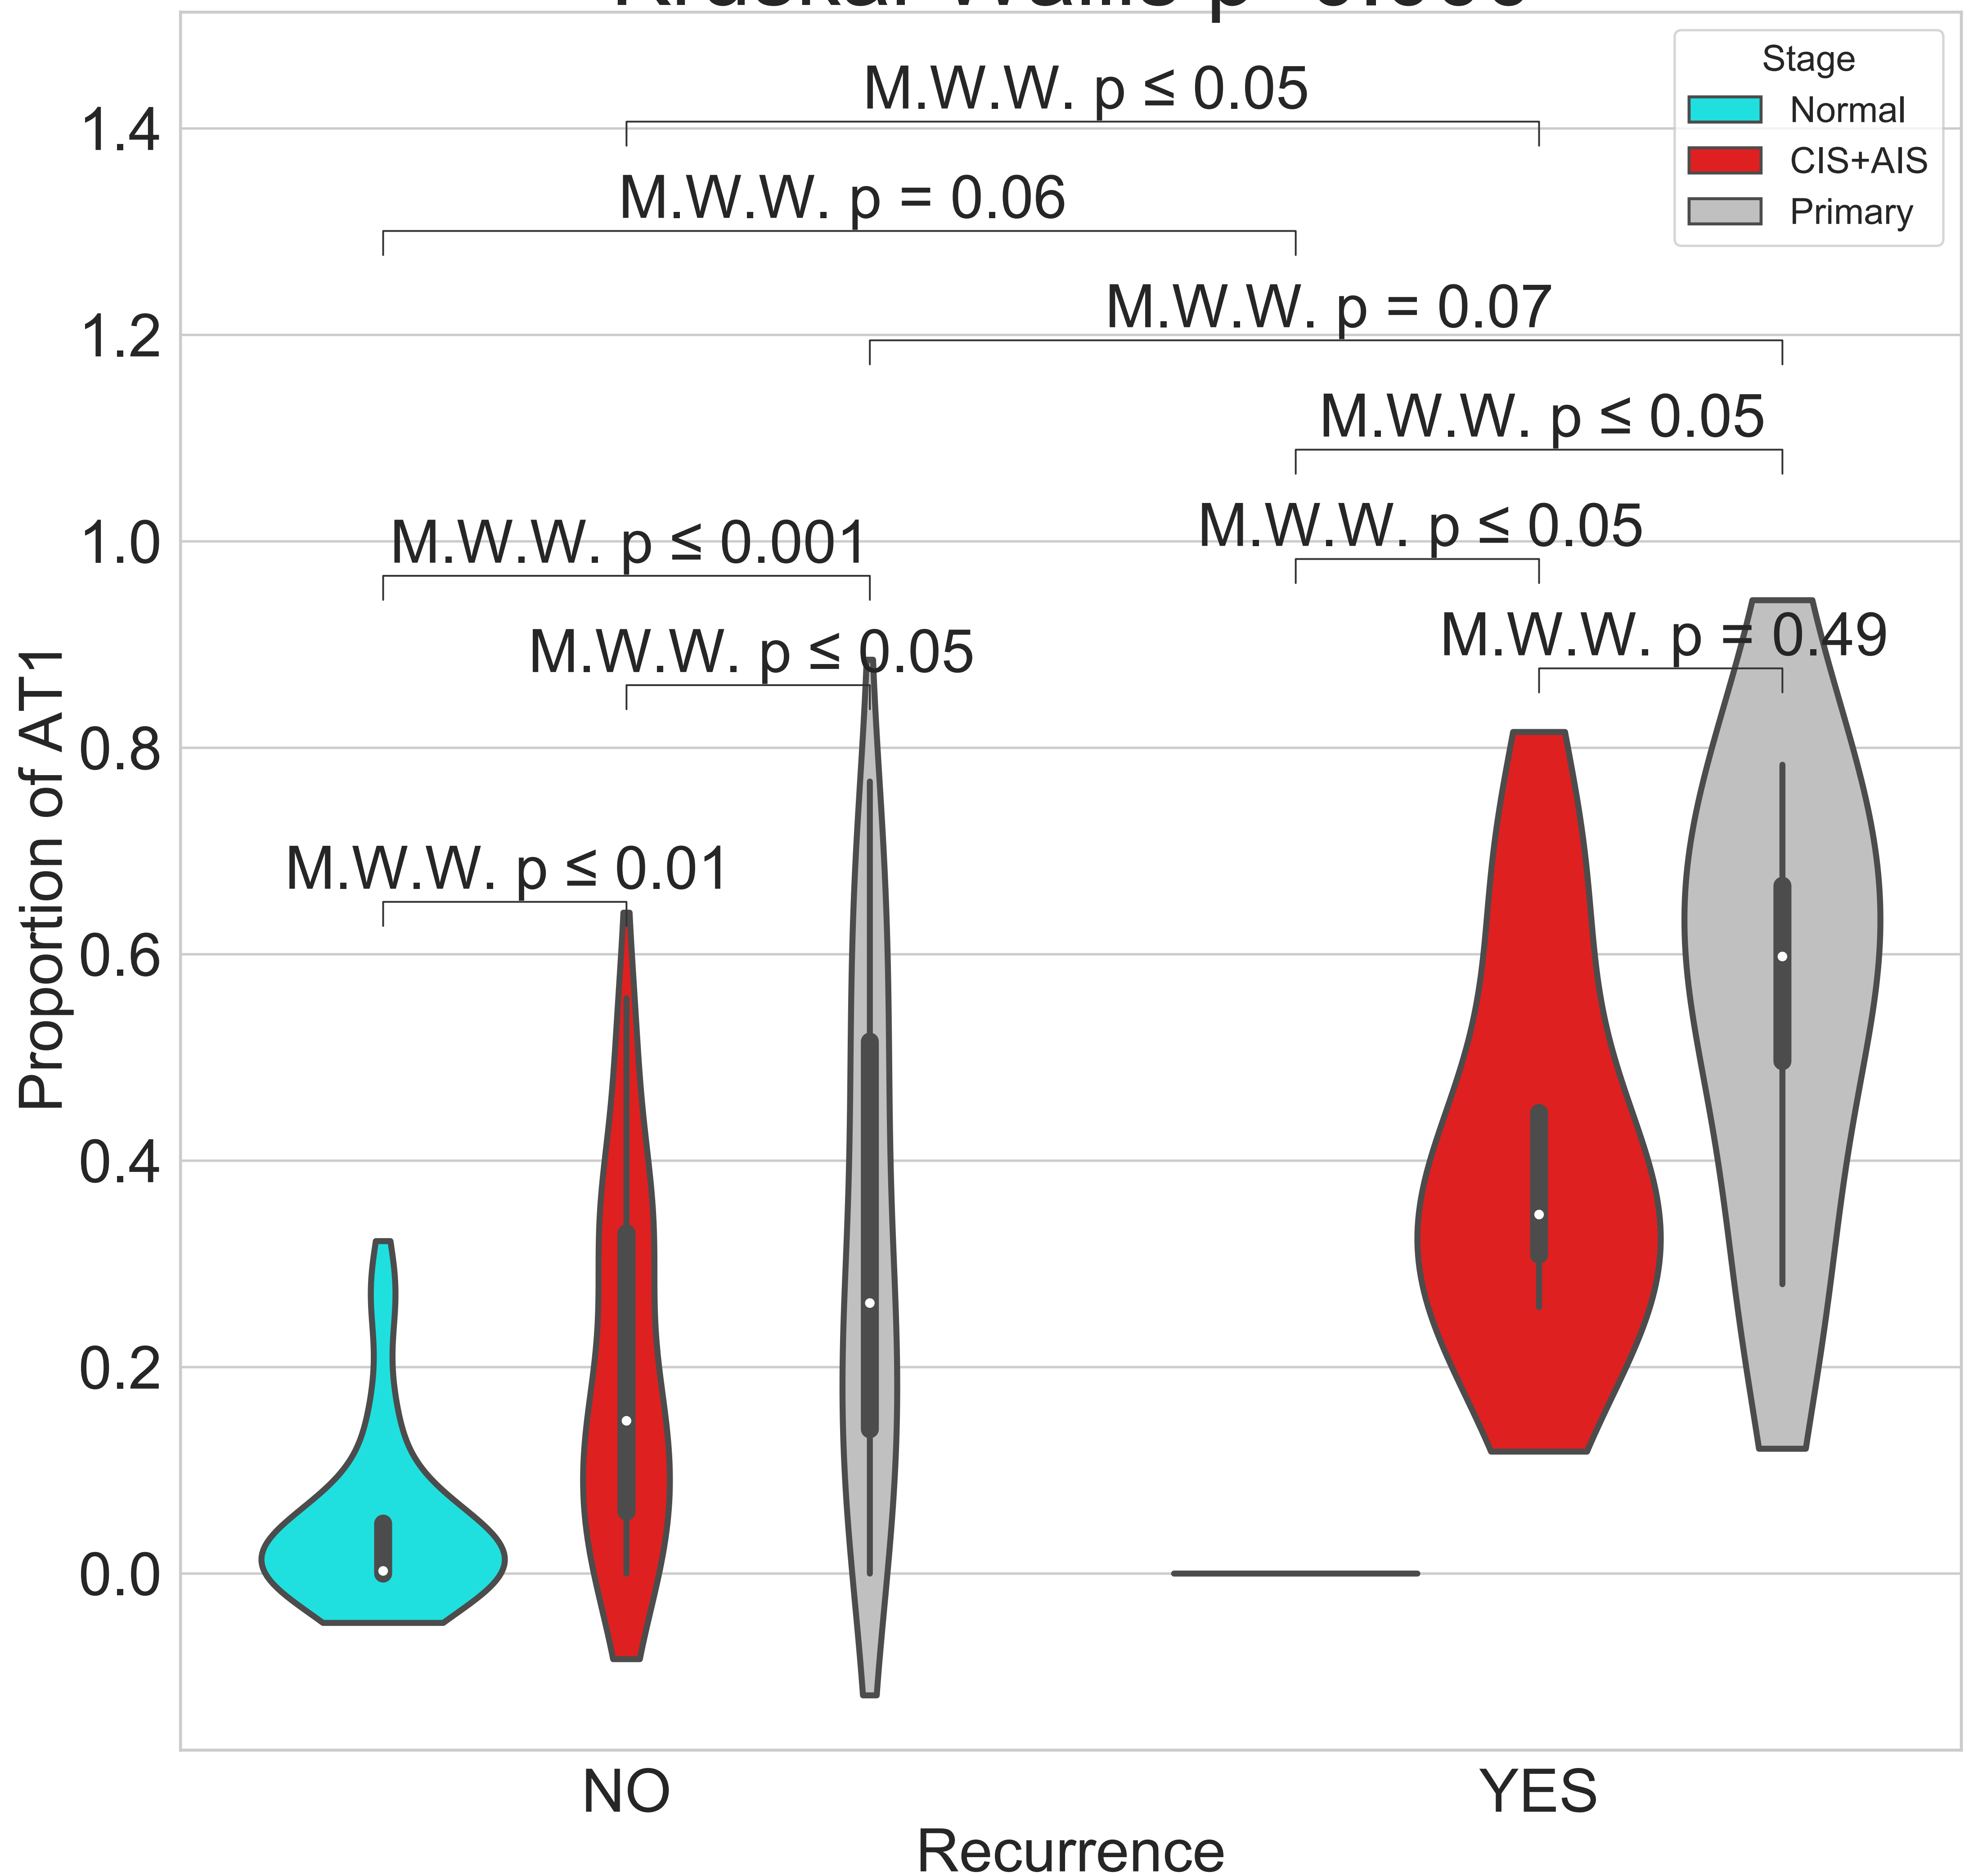 Stage
Normal
CIS+AIS
Primary
M.W.W. p ≤ 0.05
M.W.W. p = 0.06
M.W.W. p = 0.07
M.W.W. p ≤ 0.05
M.W.W. p ≤ 0.05
M.W.W. p ≤ 0.001
M.W.W. p = 0.49
M.W.W. p ≤ 0.05
M.W.W. p ≤ 0.01
Proportion of AT1
1.4
1.2
1.0
0.8
0.6
0.4
0.2
0.0
NO
YES
Recurrence